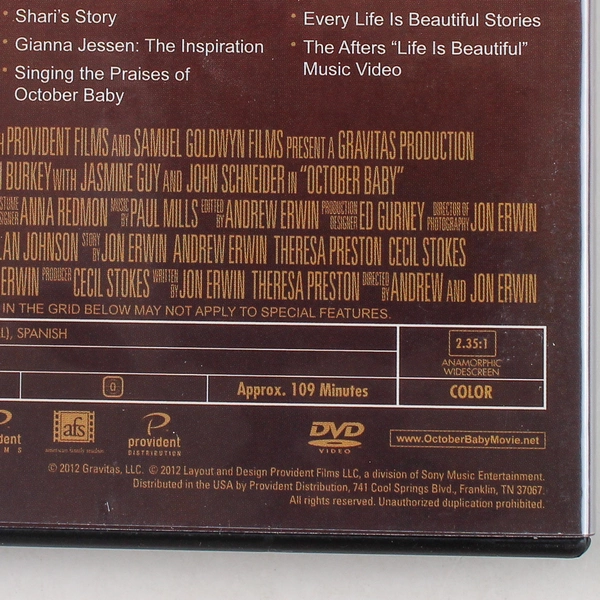 • Shari's Story
• Gianna Jessen: The Inspiration
• Singing the Praises of
October Baby
• Every Life Is Beautiful Stories
• The Afters “Life Is Beautiful”
Music Video
H PROVIDENT FILMS AND SAMUEL GOLDWYN FILMS PRESENT A GRAVITAS PRODUCTION
BURKEY WITH JASMINE GUY AND JOHN SCHNEIDER IN “OCTOBER BABY”
ANNA REDMON MUSIC BY PAUL MILLS EDITED BY ANDREW ERWIN PRODUCTION DESIGNER ED GURNEY DIRECTOR OF PHOTOGRAPHY JON ERWIN
AN JOHNSON STORY BY JON ERWIN ANDREW ERWIN THERESA PRESTON CECIL STOKES
ERWIN PRODUCER CECIL STOKES WRITTEN BY JON ERWIN THERESA PRESTON DIRECTED BY ANDREW AND JON ERWIN
IN THE GRID BELOW MAY NOT APPLY TO SPECIAL FEATURES.
L), SPANISH
2.35:1
ANAMORPHIC
WIDESCREEN
0
Approx. 109 Minutes
COLOR
dent
M S
afs
american family studios
provident
DISTRIBUTION
DVD
VIDEO
www.OctoberBabyMovie.net
© 2012 Gravitas, LLC. © 2012 Layout and Design Provident Films LLC, a division of Sony Music Entertainment.
Distributed in the USA by Provident Distribution, 741 Cool Springs Blvd., Franklin, TN 37067.
All rights reserved. Unauthorized duplication prohibited.